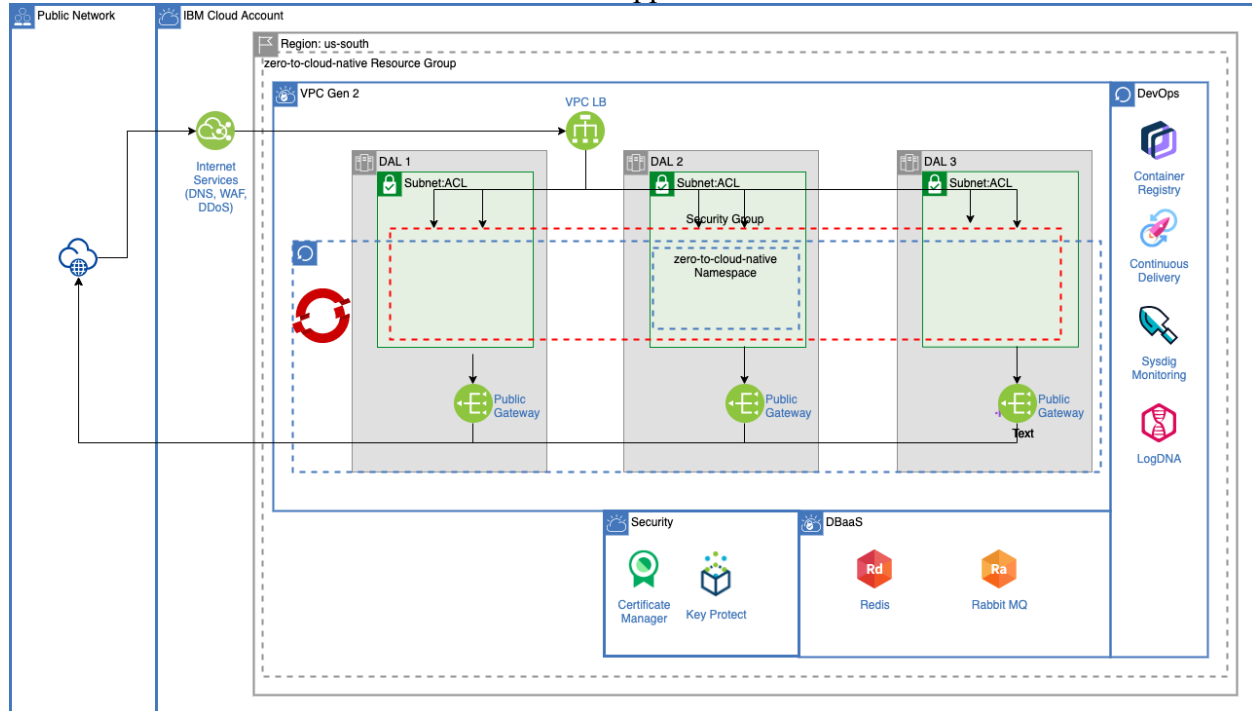 Public Network
IBM Cloud Account
Region: us-south
zero-to-cloud-native Resource Group
VPC Gen 2
VPC LB
DevOps
Internet
Services
(DNS, WAF,
DDoS)
DAL 1
DAL 2
DAL 3
Subnet:ACL
Subnet:ACL
Subnet:ACL
Security Group
zero-to-cloud-native
Namespace
Container
Registry
Continuous
Delivery
Sysdig
Monitoring
LogDNA
Public
Gateway
Public
Gateway
Public
Gateway
Text
Security
DBaaS
Certificate
Manager
Key Protect
Rd
Redis
Ra
Rabbit MQ